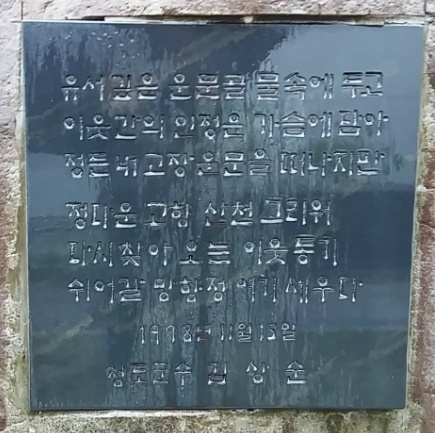 유서 깊은 운문골 물속에 두고
이웃간의 인정은 가슴에 담아
정든 내 고장 운문을 떠나지만
정다운 고향 산천 그리워
다시 찾아 오는 이웃 동기
쉬어갈 망향정 여기 세우다
1998년 11월 15일
청도군수 김 상 순